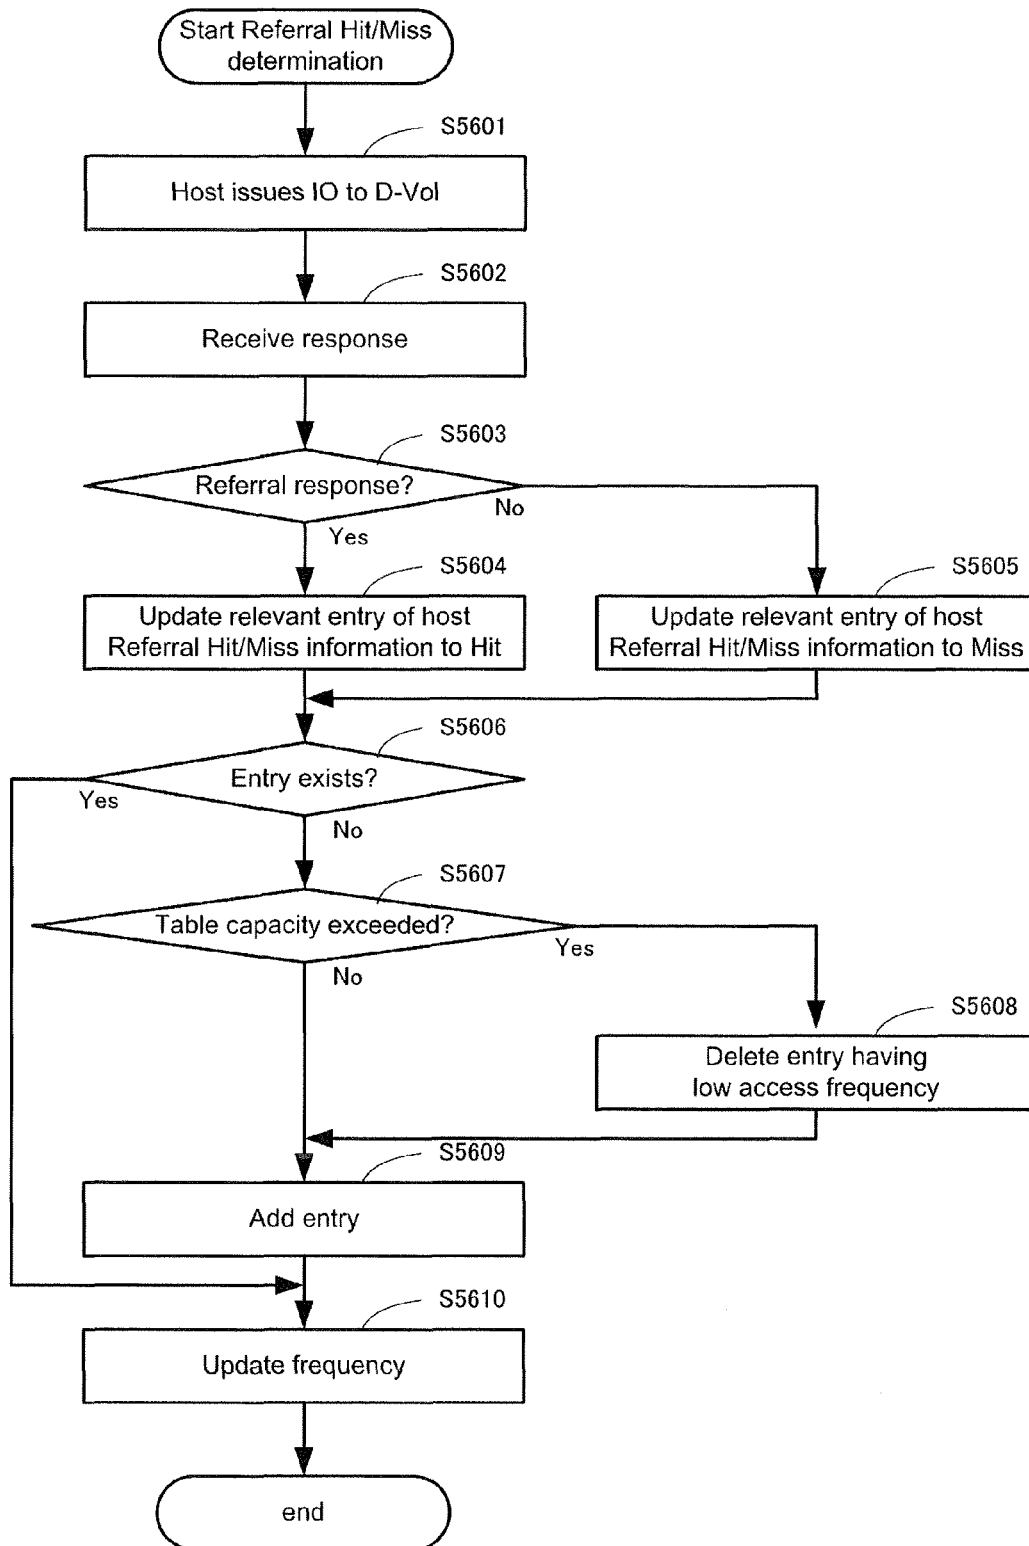 Start Referral Hit/Miss
determination
S5601
Host issues IO to D-Vol
S5602
Receive response
S5603
Referral response?
No
Yes
S5604
Update relevant entry of host
Referral Hit/Miss information to Hit
S5605
Update relevant entry of host
Referral Hit/Miss information to Miss
S5606
Entry exists?
Yes
No
S5607
Table capacity exceeded?
Yes
No
S5608
Delete entry having
low access frequency
S5609
Add entry
S5610
Update frequency
end